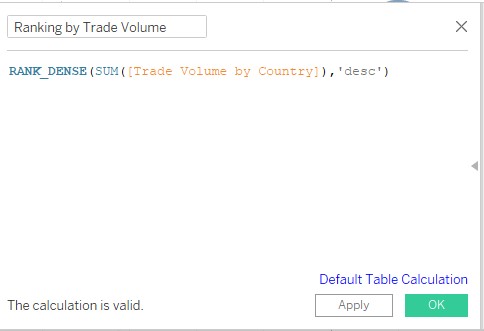 Ranking by Trade Volume
RANK_DENSE(SUM([Trade Volume by Country]),'desc')
Default Table Calculation
The calculation is valid.
Apply
OK